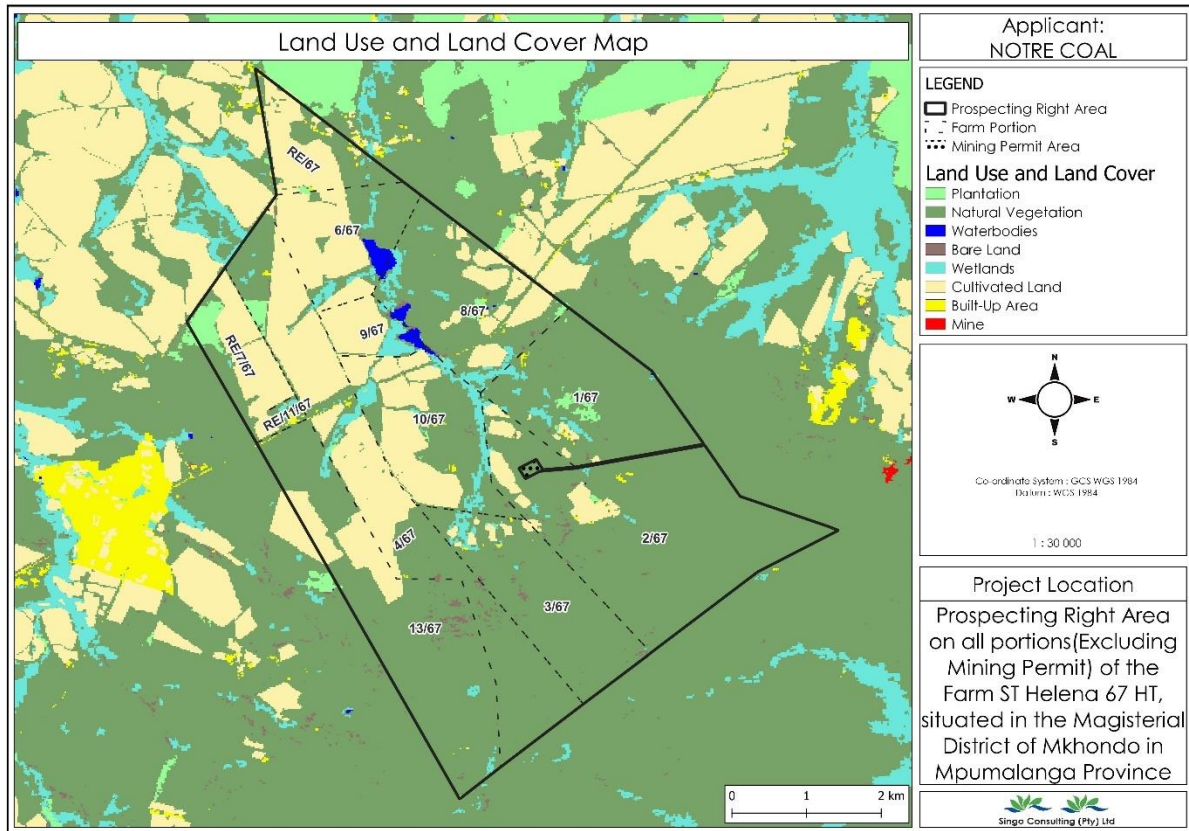 Land Use and Land Cover Map
RE/67
6/67
8/67
9/67
RE/7/67
RE/11/67
10/67
1/67
4/67
2/67
3/67
13/67
0 1 2 km
Applicant:
NOTRE COAL
LEGEND
Prospecting Right Area
Farm Portion
Mining Permit Area
Land Use and Land Cover
Plantation
Natural Vegetation
Waterbodies
Bare Land
Wetlands
Cultivated Land
Built-Up Area
Mine
N
W E
S
Co-ordinate System : GCS WGS 1984
Datum : WGS 1984
1 : 30 000
Project Location
Prospecting Right Area
on all portions(Excluding
Mining Permit) of the
Farm ST Helena 67 HT,
situated in the Magisterial
District of Mkhondo in
Mpumalanga Province
Singo Consulting (Pty) Ltd